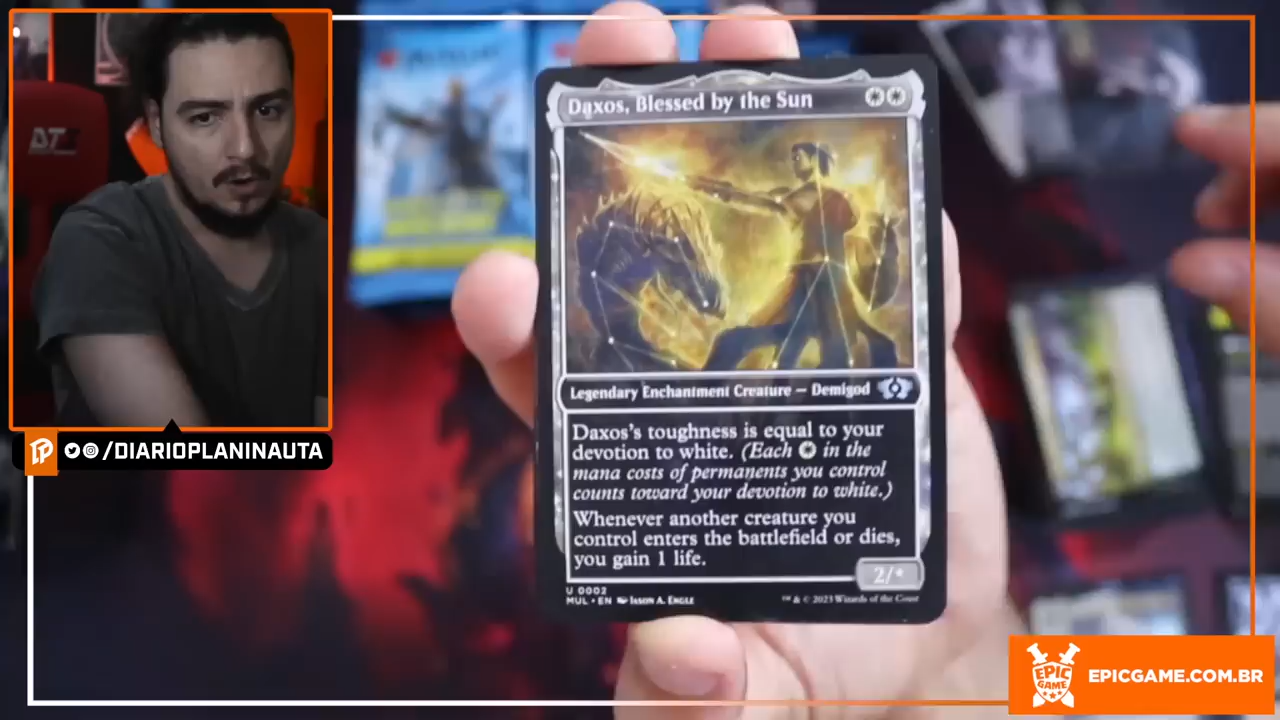 Daxos, Blessed by the Sun
Legendary Enchantment Creature — Demigod
Daxos's toughness is equal to your
devotion to white. (Each in the
mana costs of permanents you control
counts toward your devotion to white.)
Whenever another creature you
control enters the battlefield or dies,
you gain 1 life.
2/*
U 0002
MUL • EN Jason A. Engle
™ & © 2023 Wizards of the Coast
/DIARIOPLANINAUTA
EPIC
GAME
EPICGAME.COM.BR